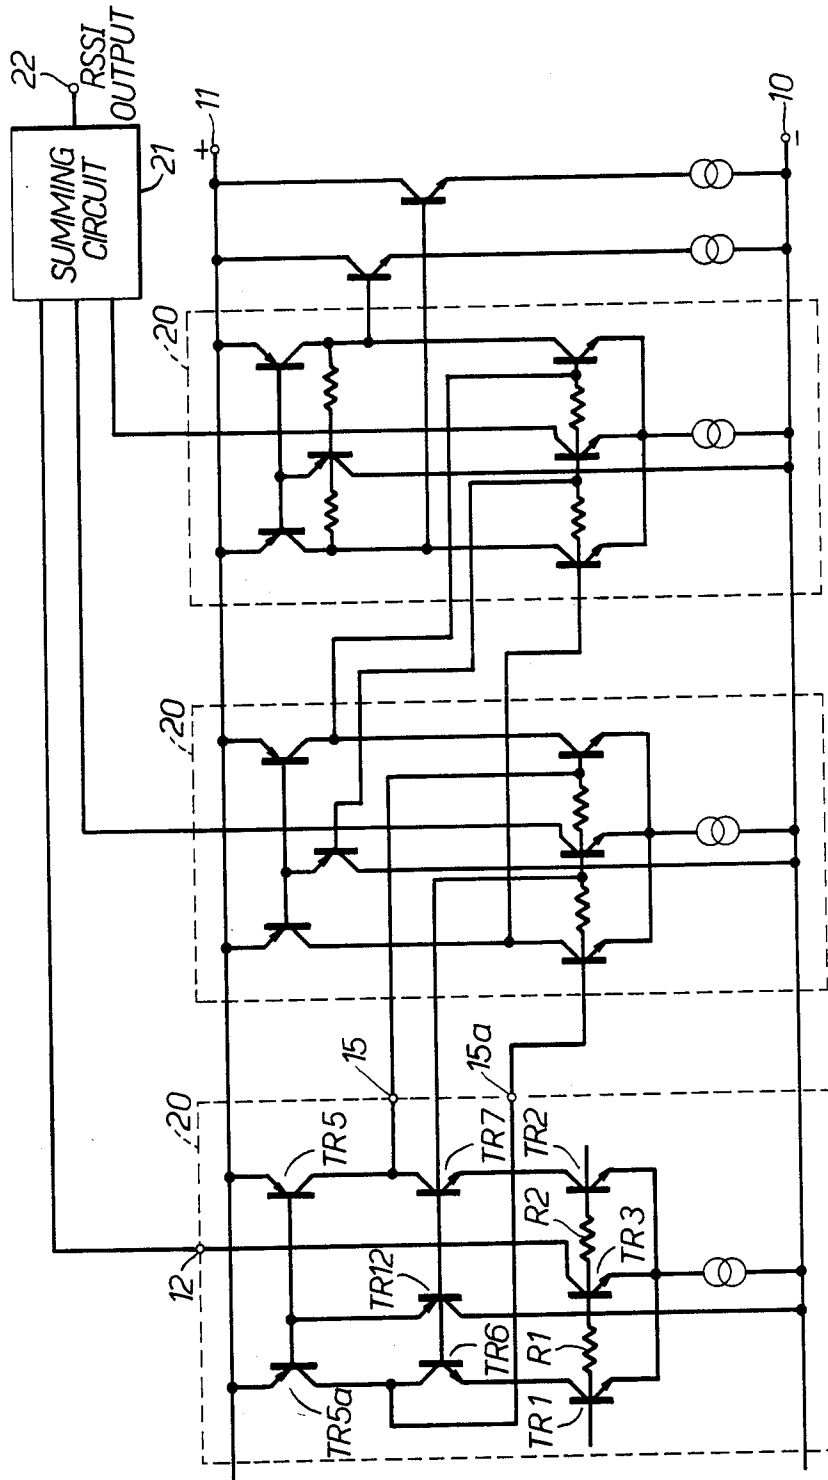 22
RSSI
OUTPUT
SUMMING
CIRCUIT
21
+
11
10
-
20
20
20
15
15a
12
TR5
TR5a
TR12
TR7
TR6
TR2
R2
TR3
R1
TR1